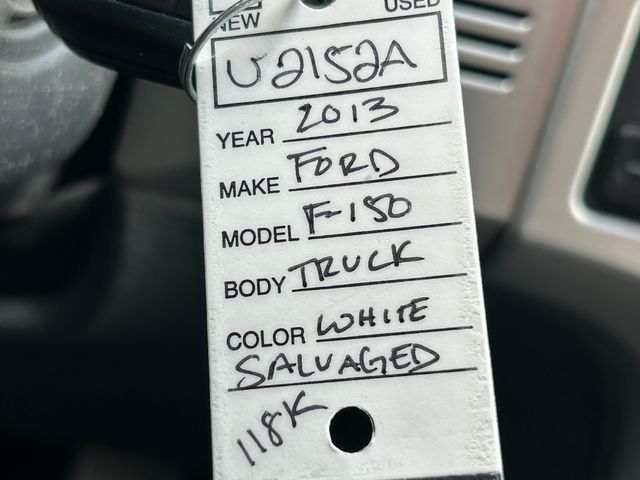 NEW USED
U2152A
YEAR 2013
MAKE FORD
MODEL F-150
BODY TRUCK
COLOR WHITE
SALVAGED
118K